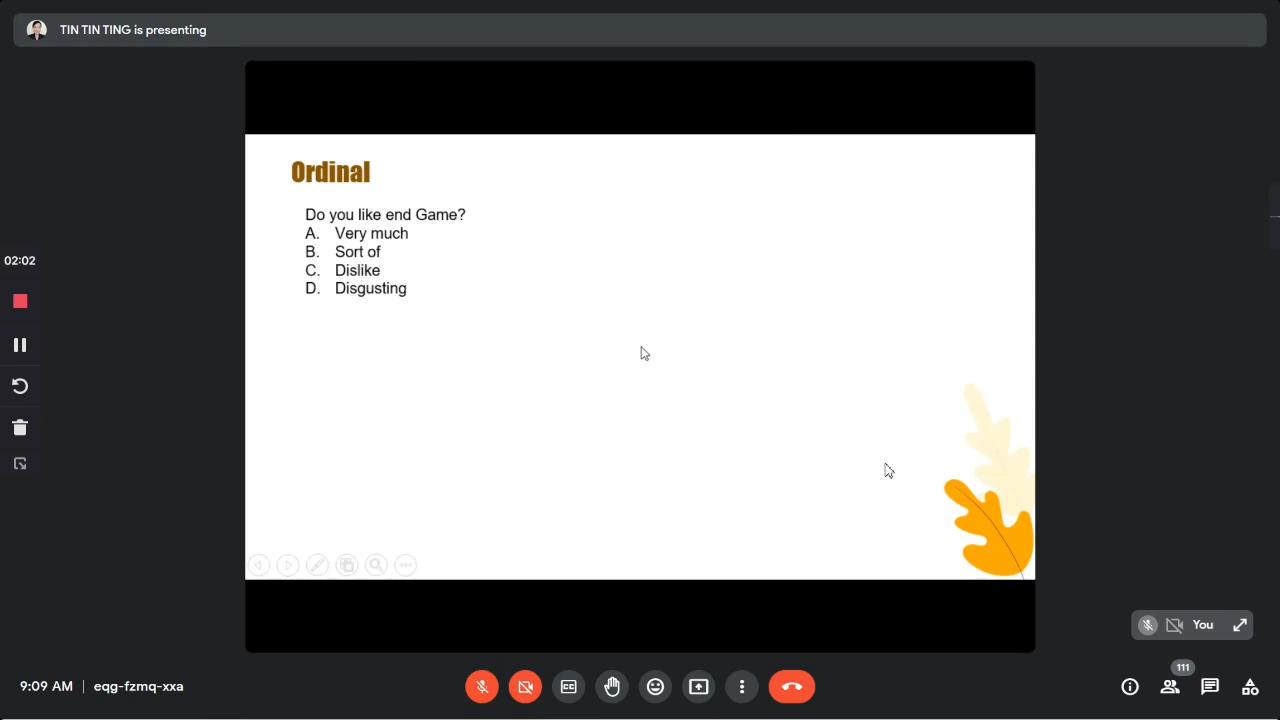 TIN TIN TING is presenting
Ordinal
Do you like end Game?
A. Very much
B. Sort of
C. Dislike
D. Disgusting
02:02
You
111
9:09 AM | eqg-fzmq-xxa